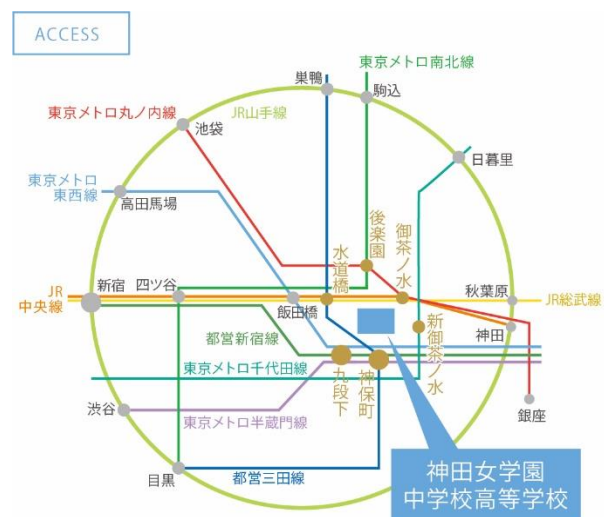 ACCESS
東京メトロ南北線
巣鴨
駒込
東京メトロ丸ノ内線
JR山手線
池袋
日暮里
東京メトロ
東西線
高田馬場
後楽園
御茶ノ水
水道橋
新宿
四ツ谷
JR
中央線
飯田橋
秋葉原
JR総武線
神田
新御茶ノ水
都営新宿線
東京メトロ千代田線
九段下
神保町
渋谷
東京メトロ半蔵門線
銀座
目黒
都営三田線
神田女学園
中学校高等学校